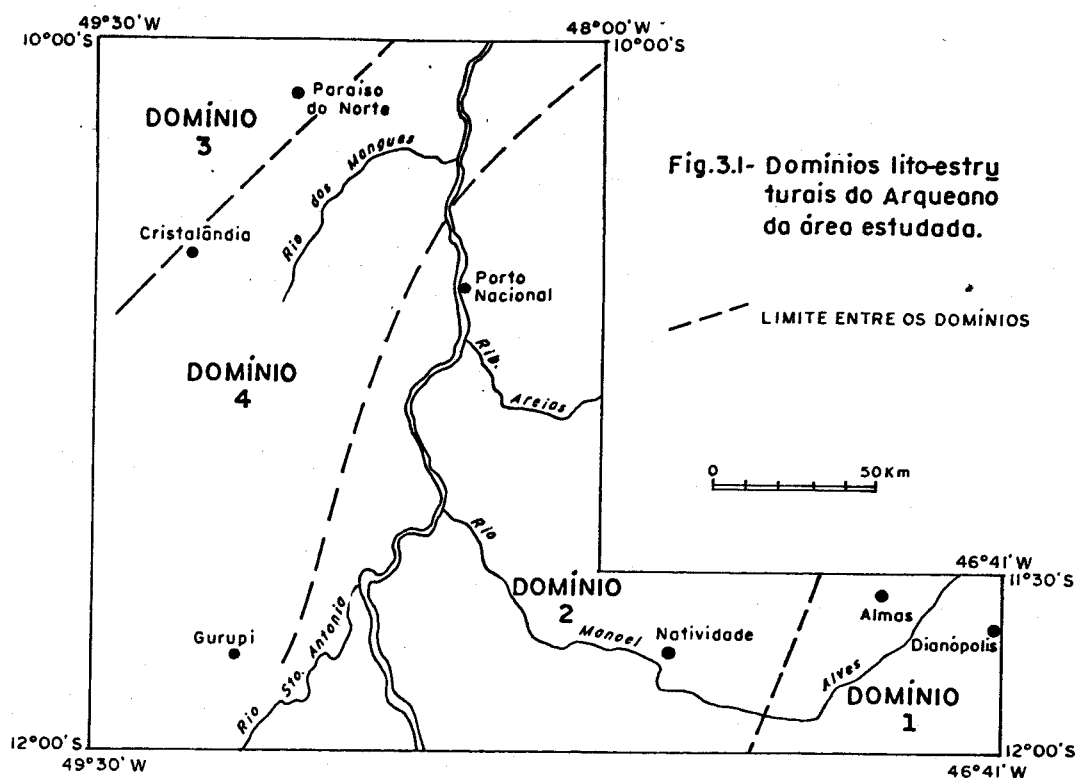 49°30'W
48°00'W
10°00'S
10°00'S
Paraíso
do Norte
DOMÍNIO
3
Rio dos Mangues
Cristalândia
Fig.3.1- Domínios lito-estru
turais do Arqueano
da área estudada.
Porto
Nacional
LIMITE ENTRE OS DOMÍNIOS
Rib.
Areias
DOMÍNIO
4
0 50Km
Rio
46°41'W
11°30'S
DOMÍNIO
2
Almas
Gurupi
Rio Sto. Antonio
Manoel
Natividade
Dianópolis
Alves
DOMÍNIO
1
12°00'S
12°00'S
49°30'W
46°41'W